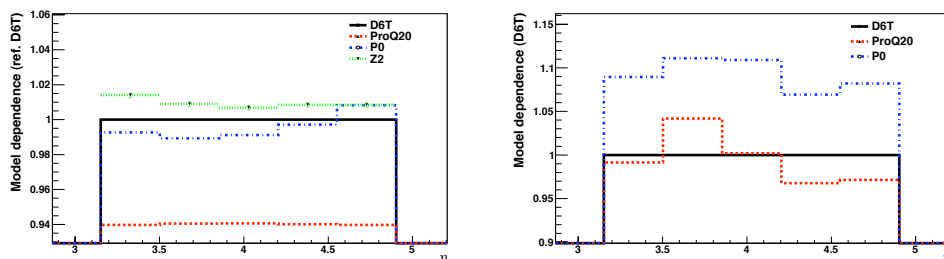 Model dependence (ref. D6T)
1.06
1.04
1.02
1
0.98
0.96
0.94
D6T
ProQ20
P0
Z2
3
3.5
4
4.5
5
η
Model dependence (D6T)
1.15
1.1
1.05
1
0.95
0.9
D6T
ProQ20
P0
3
3.5
4
4.5
5